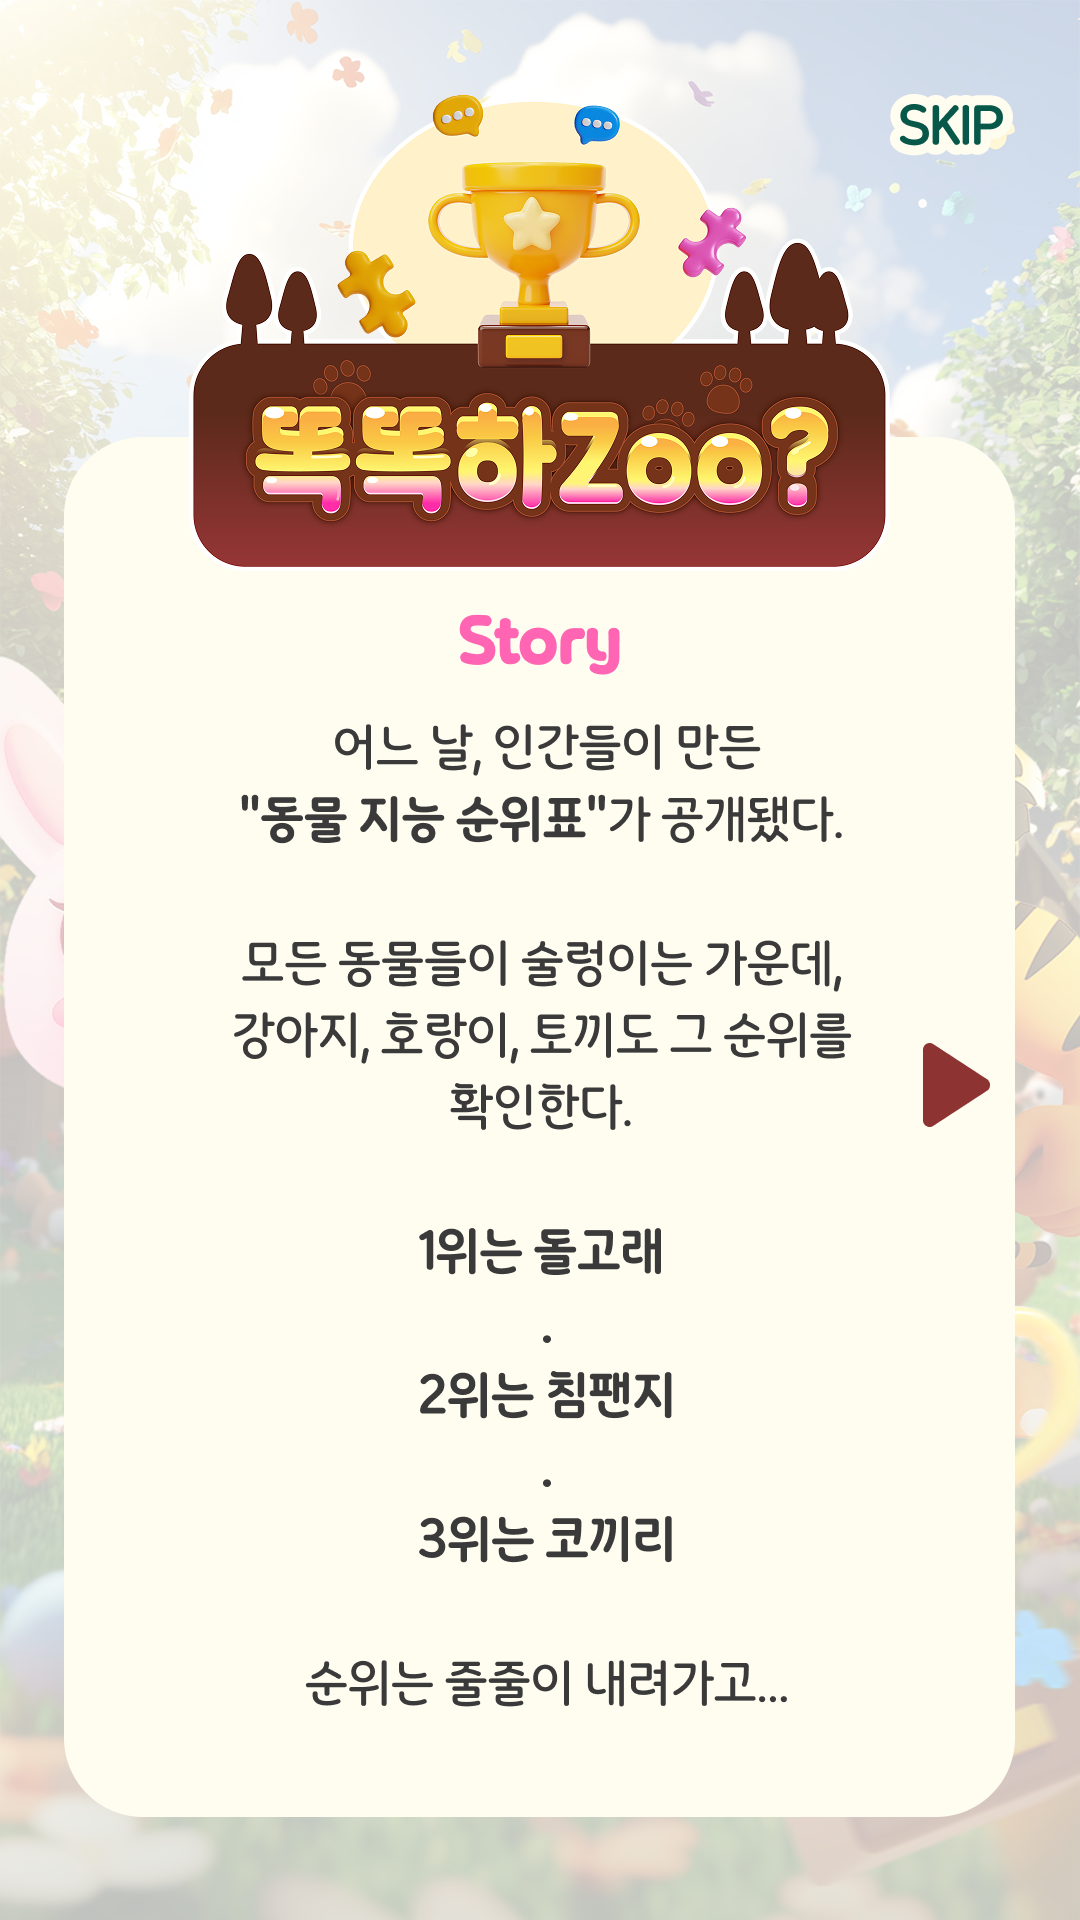 SKIP
똑똑하Zoo?
Story
어느 날, 인간들이 만든
"동물 지능 순위표"가 공개됐다.
모든 동물들이 술렁이는 가운데,
강아지, 호랑이, 토끼도 그 순위를
확인한다.
1위는 돌고래
.
2위는 침팬지
.
3위는 코끼리
순위는 줄줄이 내려가고...